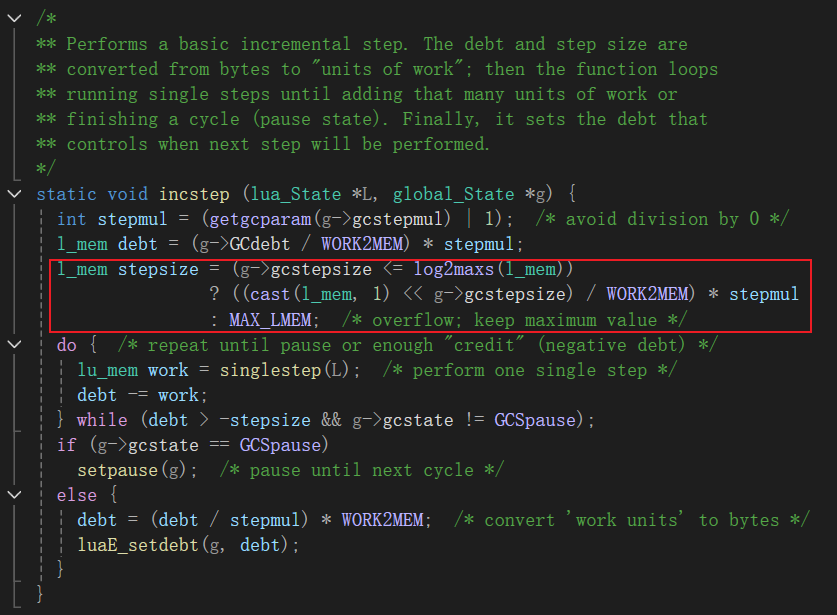 /*
** Performs a basic incremental step. The debt and step size are
** converted from bytes to "units of work"; then the function loops
** running single steps until adding that many units of work or
** finishing a cycle (pause state). Finally, it sets the debt that
** controls when next step will be performed.
*/
static void incstep (lua_State *L, global_State *g) {
  int stepmul = (getgcparam(g->gcstepmul) | 1);  /* avoid division by 0 */
  l_mem debt = (g->GCdebt / WORK2MEM) * stepmul;
  l_mem stepsize = (g->gcstepsize <= log2maxs(l_mem))
                 ? ((cast(l_mem, 1) << g->gcstepsize) / WORK2MEM) * stepmul
                 : MAX_LMEM;  /* overflow; keep maximum value */
  do {  /* repeat until pause or enough "credit" (negative debt) */
    lu_mem work = singlestep(L);  /* perform one single step */
    debt -= work;
  } while (debt > -stepsize && g->gcstate != GCSpause);
  if (g->gcstate == GCSpause)
    setpause(g);  /* pause until next cycle */
  else {
    debt = (debt / stepmul) * WORK2MEM;  /* convert 'work units' to bytes */
    luaE_setdebt(g, debt);
  }
}